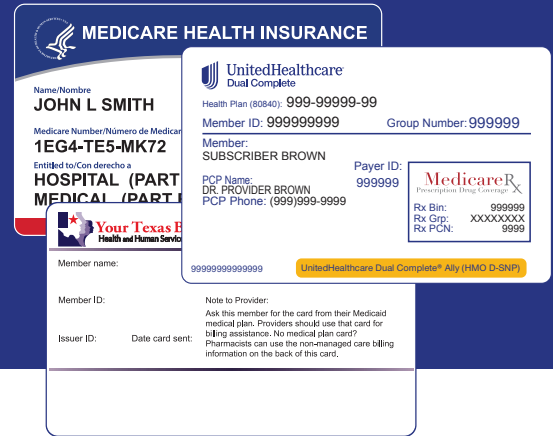 MEDICARE HEALTH INSURANCE
Name/Nombre
JOHN L SMITH
Medicare Number/Número de Medicar
1EG4-TE5-MK72
Entitled to/Con derecho a
HOSPITAL (PART
MEDICAL (PART
UnitedHealthcare
Dual Complete
Health Plan (80840): 999-99999-99
Member ID: 999999999 Group Number: 999999
Member:
SUBSCRIBER BROWN
Payer ID:
999999
PCP Name:
DR. PROVIDER BROWN
PCP Phone: (999)999-9999
MedicareRx
Prescription Drug Coverage
Rx Bin: 999999
Rx Grp: XXXXXXXX
Rx PCN: 9999
99999999999999
UnitedHealthcare Dual Complete® Ally (HMO D-SNP)
Your Texas B
Health and Human Servic
Member name:
Member ID:
Issuer ID: Date card sent:
Note to Provider:
Ask this member for the card from their Medicaid
medical plan. Providers should use that card for
billing assistance. No medical plan card?
Pharmacists can use the non-managed care billing
information on the back of this card.